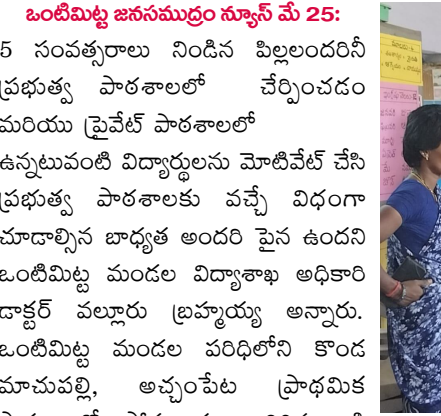 ఒంటిమిట్ట జనసముద్రం న్యూస్ మే 25:
5 సంవత్సరాలు నిండిన పిల్లలందరినీ
ప్రభుత్వ పాఠశాలలో చేర్పించడం
మరియు ప్రైవేట్ పాఠశాలలో
ఉన్నటువంటి విద్యార్థులను మోటివేట్ చేసి
ప్రభుత్వ పాఠశాలకు వచ్చే విధంగా
చూడాల్సిన బాధ్యత అందరి పైన ఉందని
ఒంటిమిట్ట మండల విద్యాశాఖ అధికారి
డాక్టర్ వల్లూరు బ్రహ్మయ్య అన్నారు.
ఒంటిమిట్ట మండల పరిధిలోని కొండ
మాచుపల్లి, అచ్చంపేట ప్రాథమిక